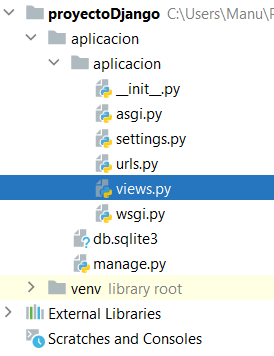 proyectoDjango C:\Users\Manu\
aplicacion
aplicacion
__init__.py
asgi.py
settings.py
urls.py
views.py
wsgi.py
db.sqlite3
manage.py
venv library root
External Libraries
Scratches and Consoles